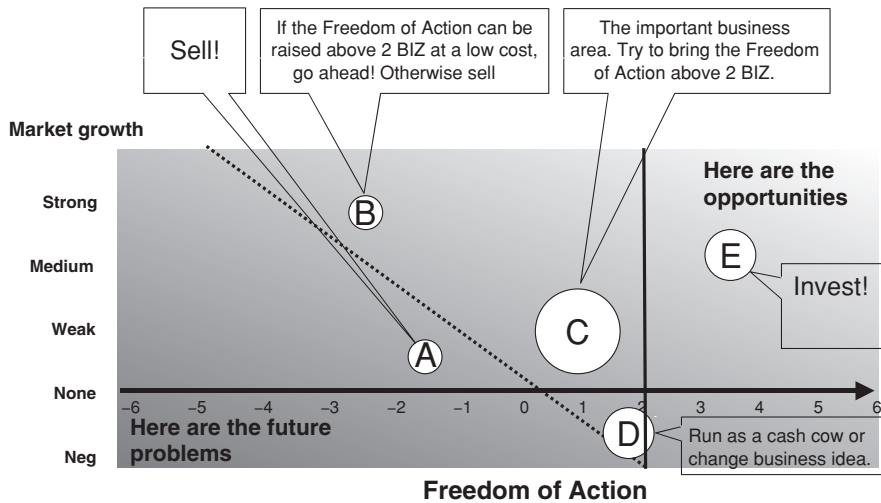 Sell!
If the Freedom of Action can be
raised above 2 BIZ at a low cost,
go ahead! Otherwise sell
The important business
area. Try to bring the Freedom
of Action above 2 BIZ.
Market growth
Here are the
opportunities
Strong
B
Medium
E
Invest!
Weak
C
A
None
-6 -5 -4 -3 -2 -1 0 1 2 3 4 5 6
Here are the future
problems
D
Run as a cash cow or
change business idea.
Neg
Freedom of Action